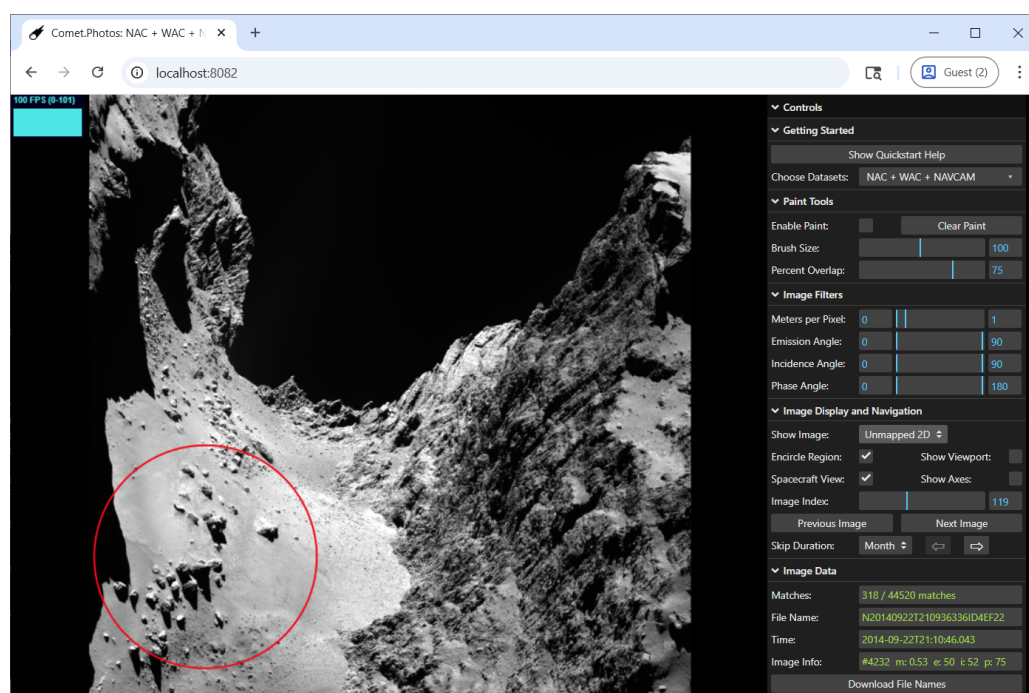 Comet.Photos: NAC + WAC + N
localhost:8082
Guest (2)
100 FPS (0-101)
Controls
Getting Started
Show Quickstart Help
Choose Datasets: NAC + WAC + NAVCAM
Paint Tools
Enable Paint: Clear Paint
Brush Size: 100
Percent Overlap: 75
Image Filters
Meters per Pixel: 0 1
Emission Angle: 0 90
Incidence Angle: 0 90
Phase Angle: 0 180
Image Display and Navigation
Show Image: Unmapped 2D
Encircle Region: Show Viewport:
Spacecraft View: Show Axes:
Image Index: 119
Previous Image Next Image
Skip Duration: Month
Image Data
Matches: 318 / 44520 matches
File Name: N20140922T210936336ID4EF22
Time: 2014-09-22T21:10:46.043
Image Info: #4232 m: 0.53 e: 50 i: 52 p: 75
Download File Names